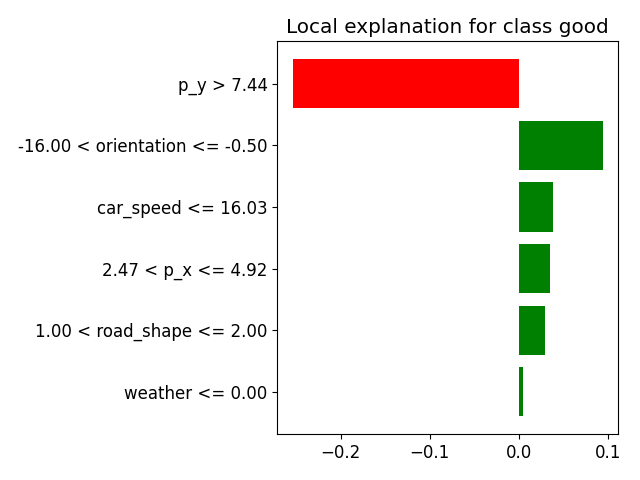 Local explanation for class good
p_y > 7.44
-16.00 < orientation <= -0.50
car_speed <= 16.03
2.47 < p_x <= 4.92
1.00 < road_shape <= 2.00
weather <= 0.00
−0.2 −0.1 0.0 0.1